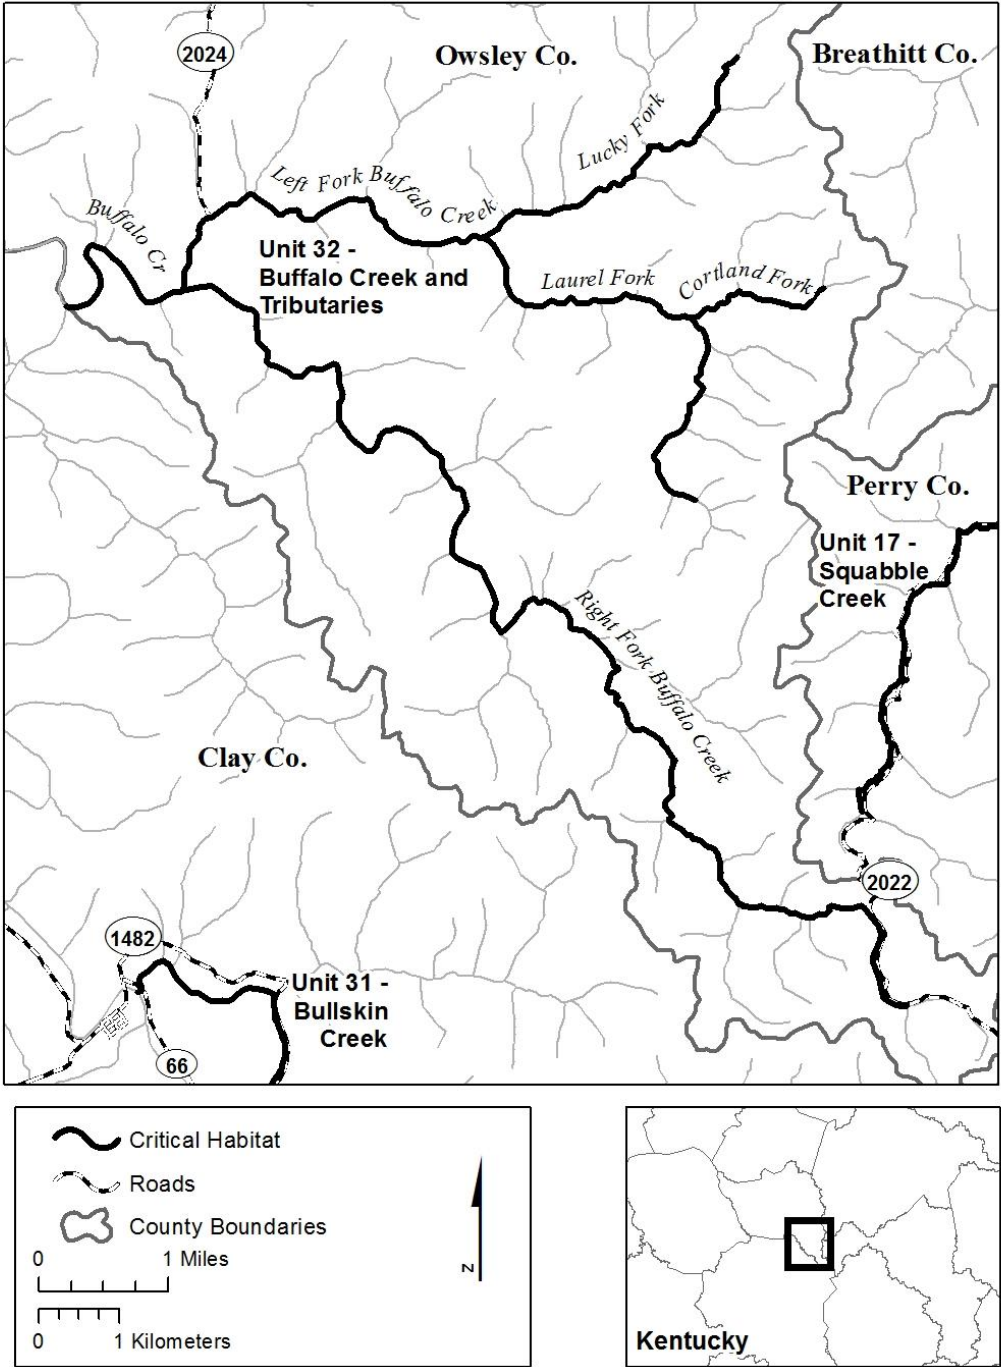 2024
Owsley Co.
Breathitt Co.
Lucky Fork
Left Fork Buffalo Creek
Buffalo Cr
Unit 32 -
Buffalo Creek and
Tributaries
Laurel Fork
Cortland Fork
Perry Co.
Unit 17 -
Squabble
Creek
Right Fork Buffalo Creek
Clay Co.
2022
1482
Unit 31 -
Bullskin
Creek
66
Critical Habitat
Roads
County Boundaries
0 1 Miles
0 1 Kilometers
N
Kentucky